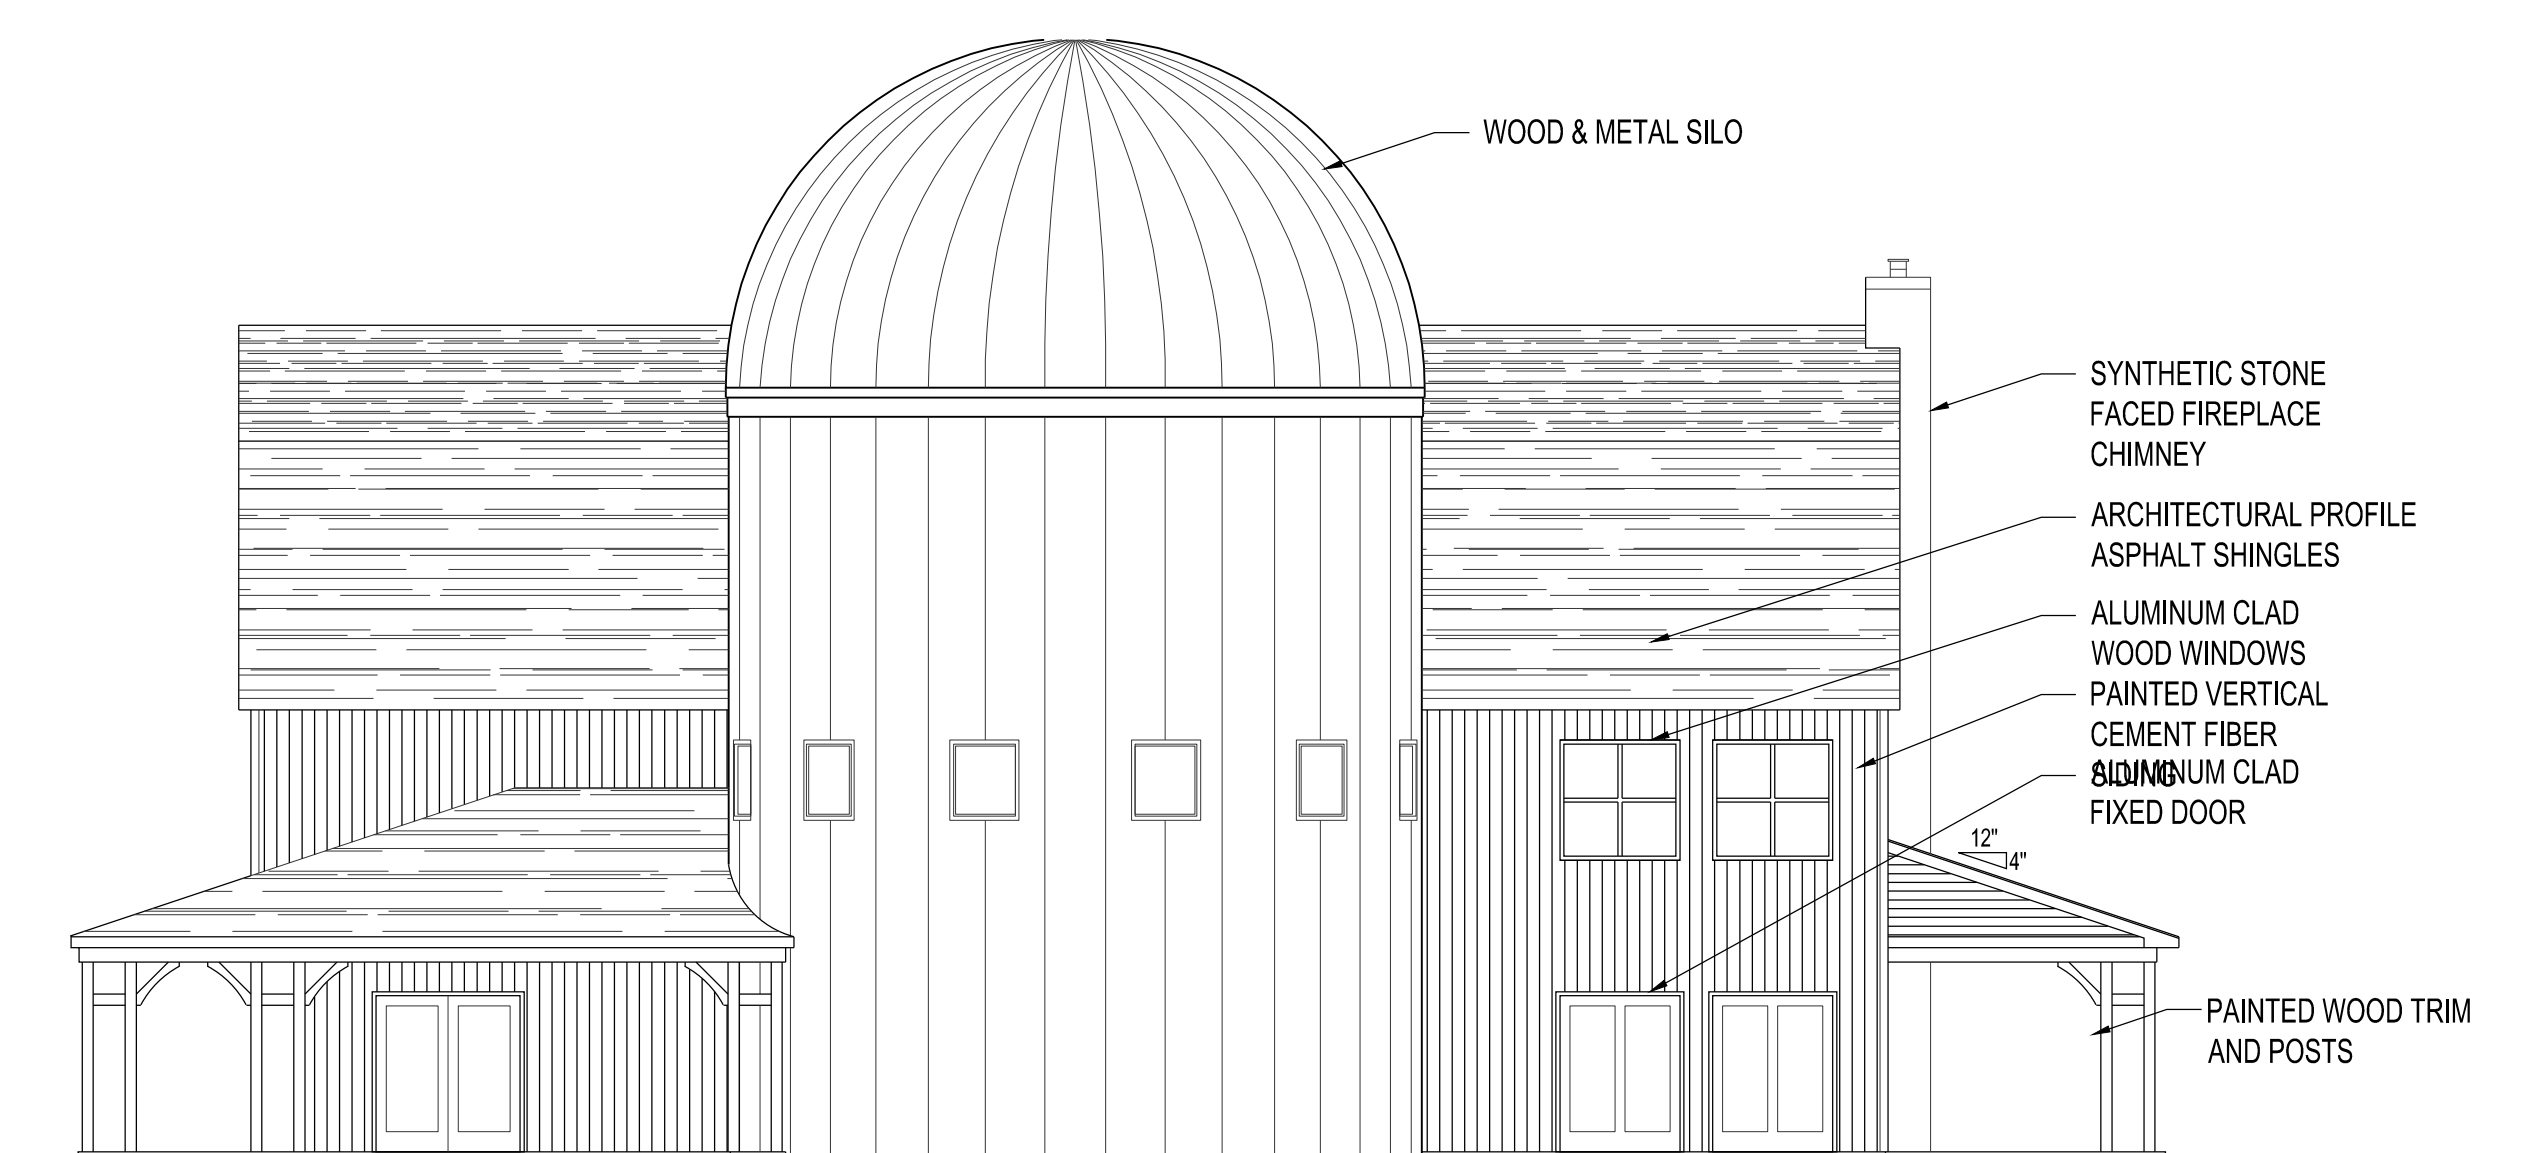 WOOD & METAL SILO
SYNTHETIC STONE
FACED FIREPLACE
CHIMNEY
ARCHITECTURAL PROFILE
ASPHALT SHINGLES
ALUMINUM CLAD
WOOD WINDOWS
PAINTED VERTICAL
CEMENT FIBER
SIDING
ALUMINUM CLAD
FIXED DOOR
12"
4"
PAINTED WOOD TRIM
AND POSTS